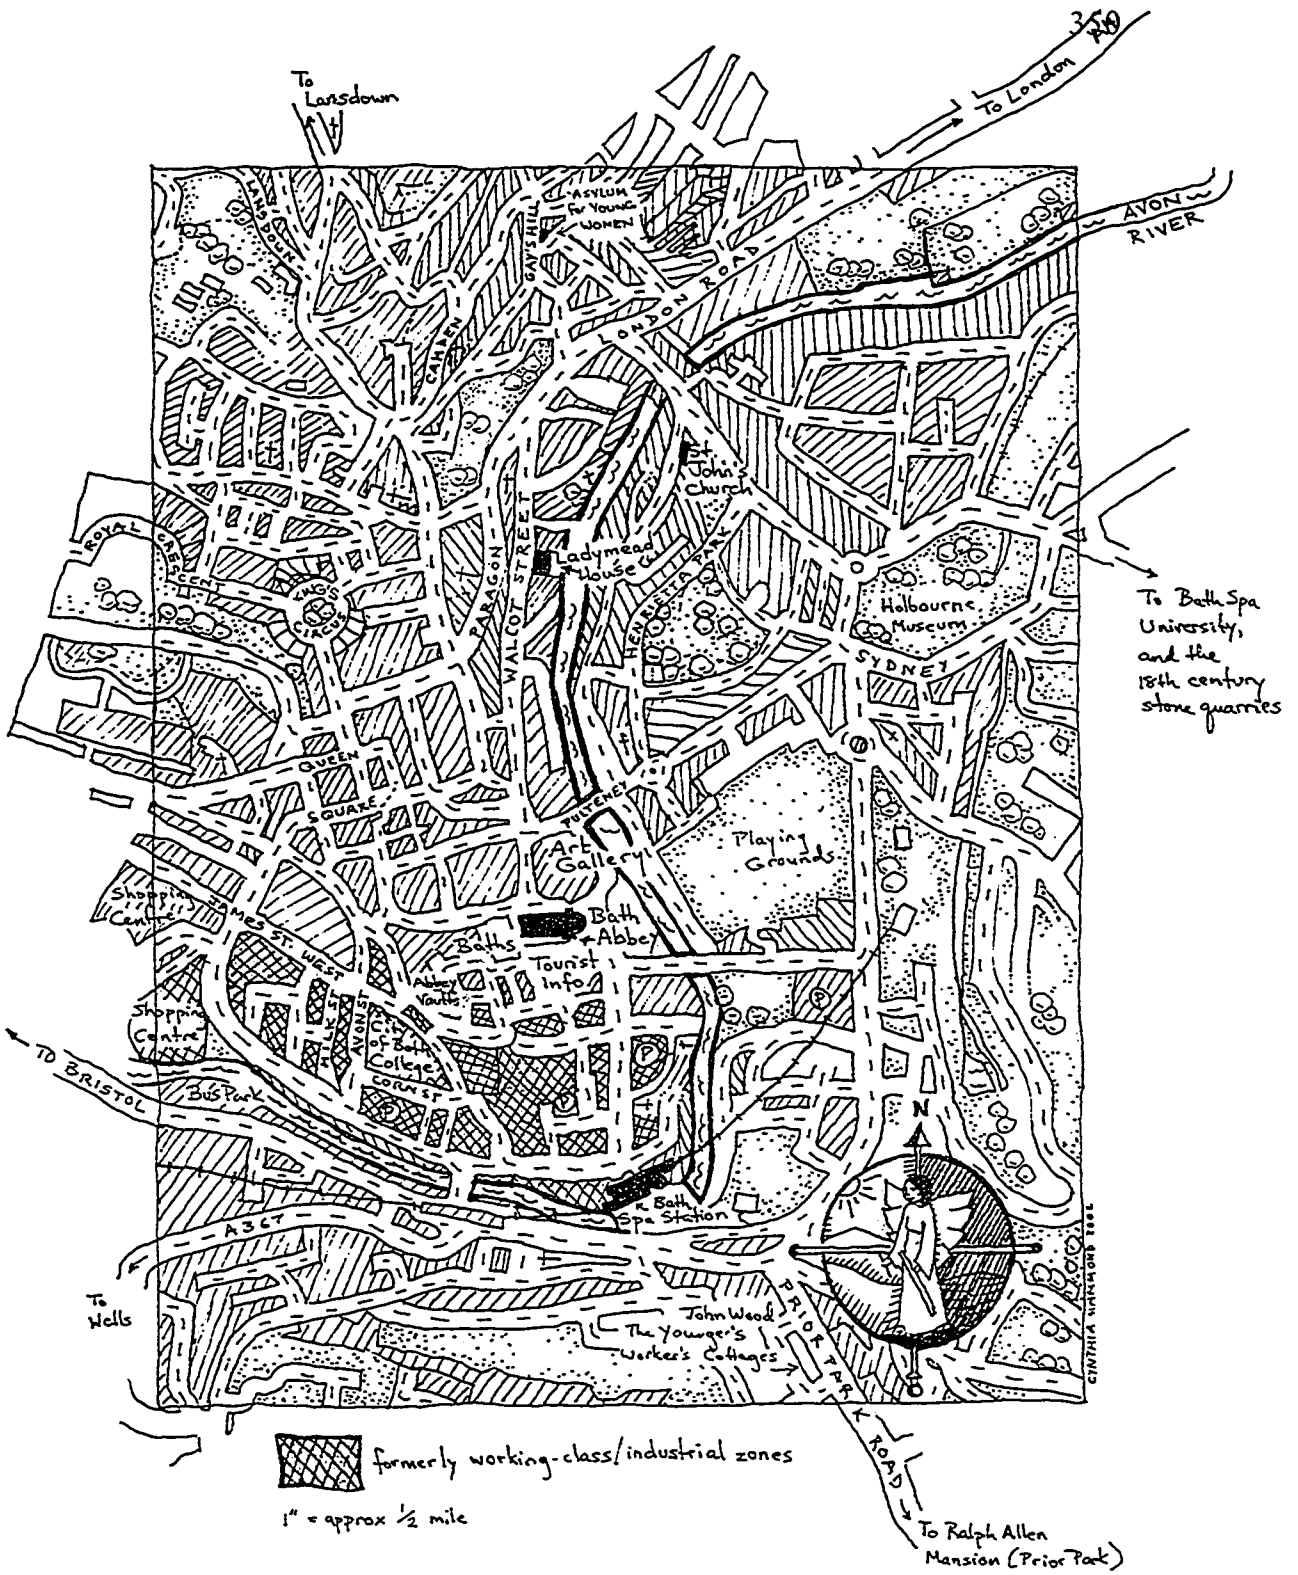 350
To
Lansdown
To London
AVON
RIVER
LANSDOWN
ASYLUM
for YOUNG
WOMEN
GAY'S HILL
LONDON ROAD
CAMDEN
St
John's
Church
ROYAL CRESCENT
KING'S
CIRCUS
PARAGON
WALCOT STREET
Ladymead
House
HENRIETTA PARK
Holbourne
Museum
SYDNEY
To Bath Spa
University,
and the
18th century
stone quarries
QUEEN
SQUARE
PULTENEY
Art
Gallery
Playing
Grounds
Shopping
Centre
JAMES ST. WEST
Baths
Bath
Abbey
Abbey
Vaults
Tourist
Info
P
Shopping
Centre
MILK ST
AVON ST
City
of Bath
College
CORN ST
P
P
P
TO BRISTOL
Bus Park
N
Bath
Spa Station
A367
To
Wells
John Wood
The Younger's
Worker's Cottages
PRIOR PARK ROAD
formerly working-class/industrial zones
1" = approx ½ mile
To Ralph Allen
Mansion (Prior Park)